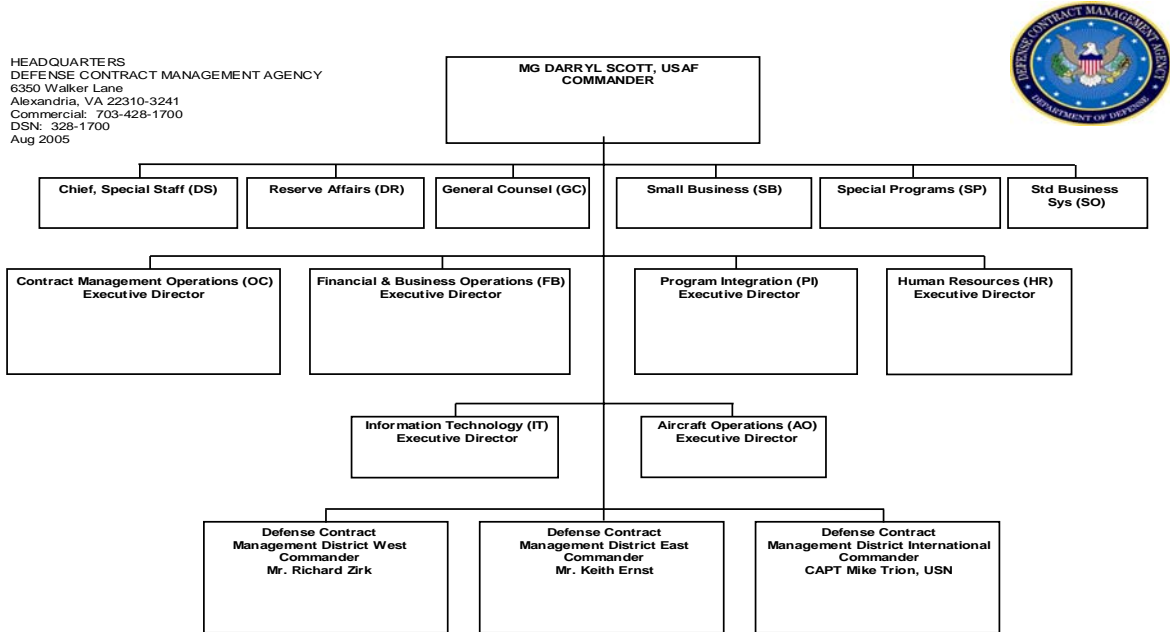 HEADQUARTERS
DEFENSE CONTRACT MANAGEMENT AGENCY
6350 Walker Lane
Alexandria, VA 22310-3241
Commercial: 703-428-1700
DSN: 328-1700
Aug 2005
MG DARRYL SCOTT, USAF
COMMANDER
DEFENSE CONTRACT MANAGEMENT AGENCY
DEPARTMENT OF DEFENSE
Chief, Special Staff (DS)
Reserve Affairs (DR)
General Counsel (GC)
Small Business (SB)
Special Programs (SP)
Std Business
Sys (SO)
Contract Management Operations (OC)
Executive Director
Financial & Business Operations (FB)
Executive Director
Program Integration (PI)
Executive Director
Human Resources (HR)
Executive Director
Information Technology (IT)
Executive Director
Aircraft Operations (AO)
Executive Director
Defense Contract
Management District West
Commander
Mr. Richard Zirk
Defense Contract
Management District East
Commander
Mr. Keith Ernst
Defense Contract
Management District International
Commander
CAPT Mike Trion, USN